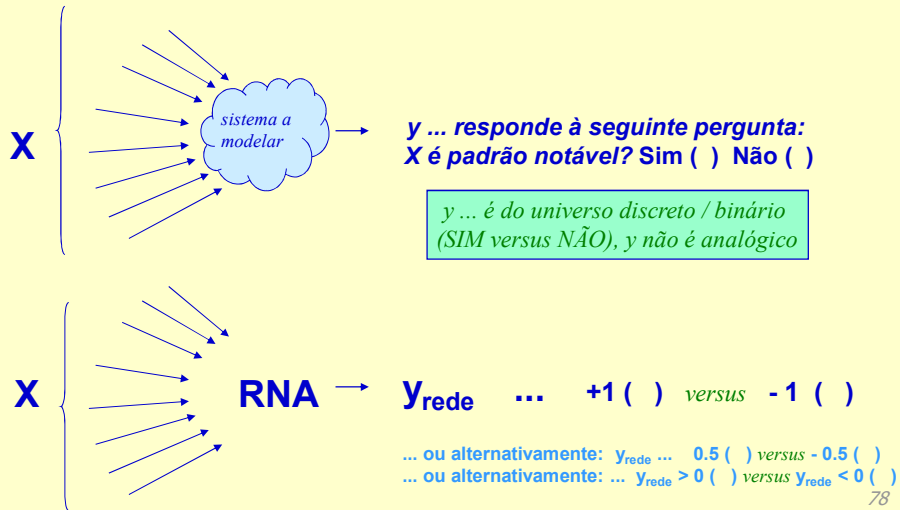 X
sistema a
modelar
y ... responde à seguinte pergunta:
X é padrão notável? Sim ( ) Não ( )
y ... é do universo discreto / binário
(SIM versus NÃO), y não é analógico
X
RNA
yrede ... +1 ( ) versus - 1 ( )
... ou alternativamente: yrede ... 0.5 ( ) versus - 0.5 ( )
... ou alternativamente: ... yrede > 0 ( ) versus yrede < 0 ( )
78